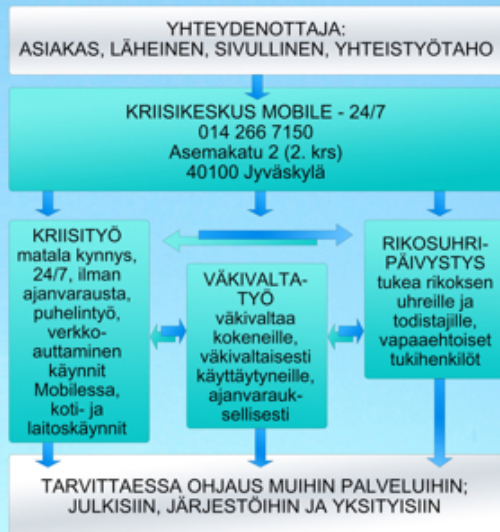 YHTEYDENOTTAJA:
ASIAKAS, LÄHEINEN, SIVULLINEN, YHTEISTYÖTAHO
KRIISIKESKUS MOBILE - 24/7
014 266 7150
Asemakatu 2 (2. krs)
40100 Jyväskylä
KRIISITYÖ
matala kynnys,
24/7, ilman
ajanvarausta,
puhelintyö,
verkko-
auttaminen
käynnit
Mobilessa,
koti- ja
laitoskäynnit
VÄKIVALTA-
TYÖ
väkivaltaa
kokeneille,
väkivaltaisesti
käyttäytyneille,
ajanvarauk-
sellisesti
RIKOSUHRI-
PÄIVYSTYS
tukea rikoksen
uhreille ja
todistajille,
vapaaehtoiset
tukihenkilöt
TARVITTAESSA OHJAUS MUIHIN PALVELUIHIN;
JULKISIIN, JÄRJESTÖIHIN JA YKSITYISIIN